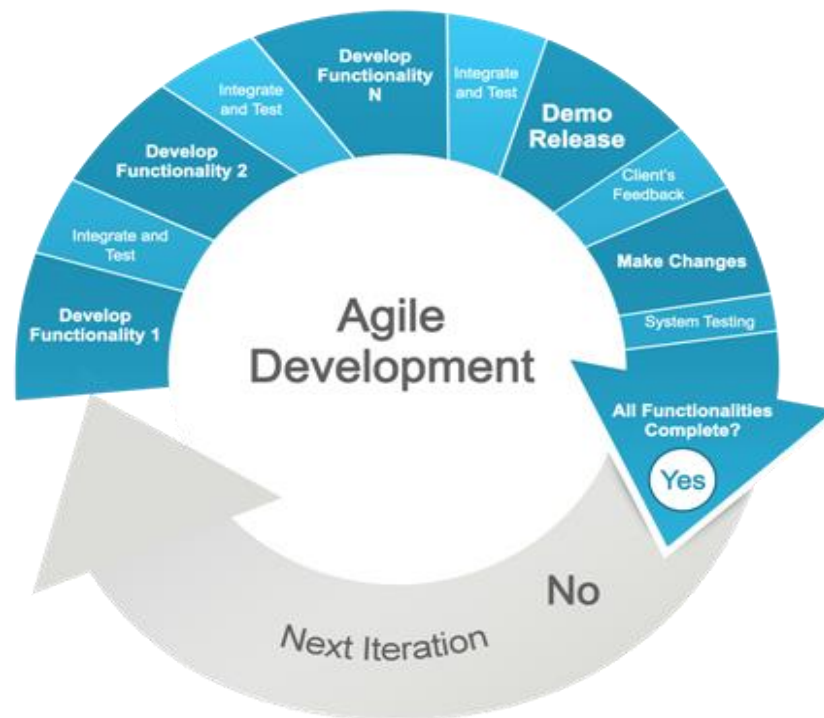 Develop
Functionality 1
Integrate and
Test
Develop
Functionality 2
Integrate
and Test
Develop
Functionality
N
Integrate
and Test
Demo
Release
Client's
Feedback
Make Changes
System Testing
All Functionalities
Complete?
Yes
No
Next Iteration
Agile
Development